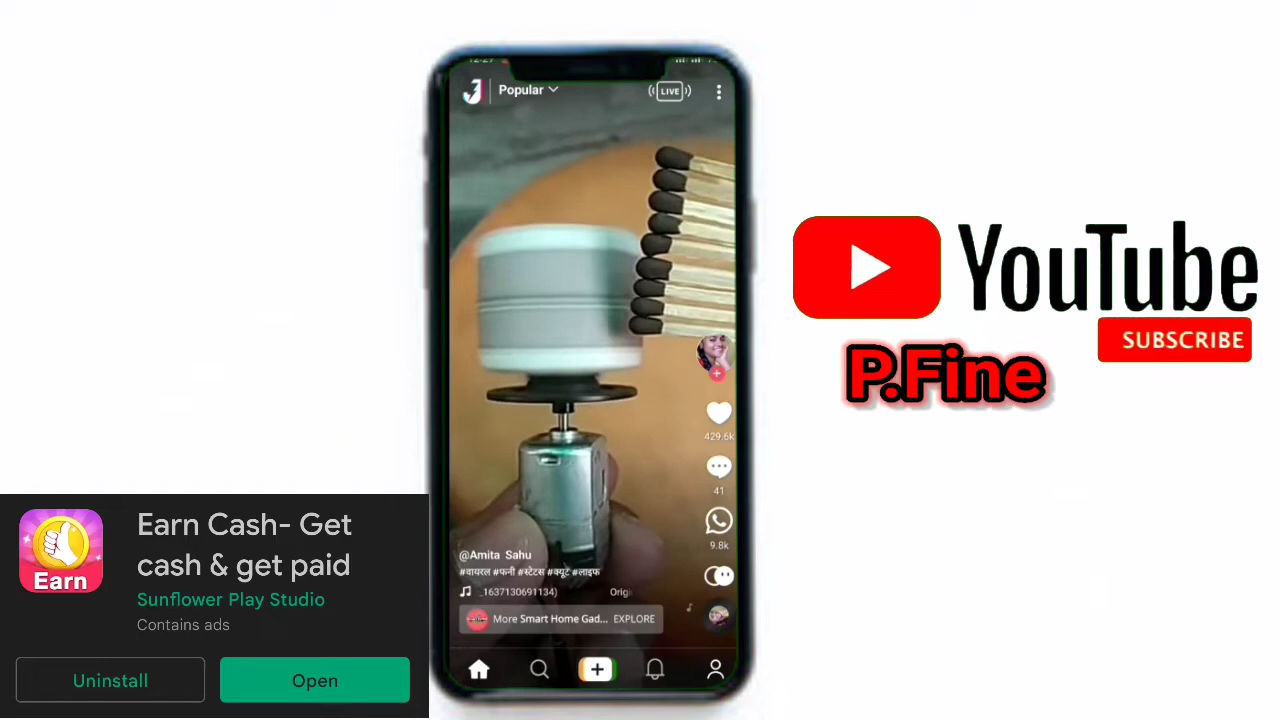 Popular
LIVE
YouTube
SUBSCRIBE
P.Fine
429.6k
41
9.8k
@Amita Sahu
#वायरल #फनी #स्टेटस #क्यूट #लाइफ
_1637130691134) Orig
More Smart Home Gad... EXPLORE
Earn Cash- Get
cash & get paid
Sunflower Play Studio
Contains ads
Earn
Uninstall
Open